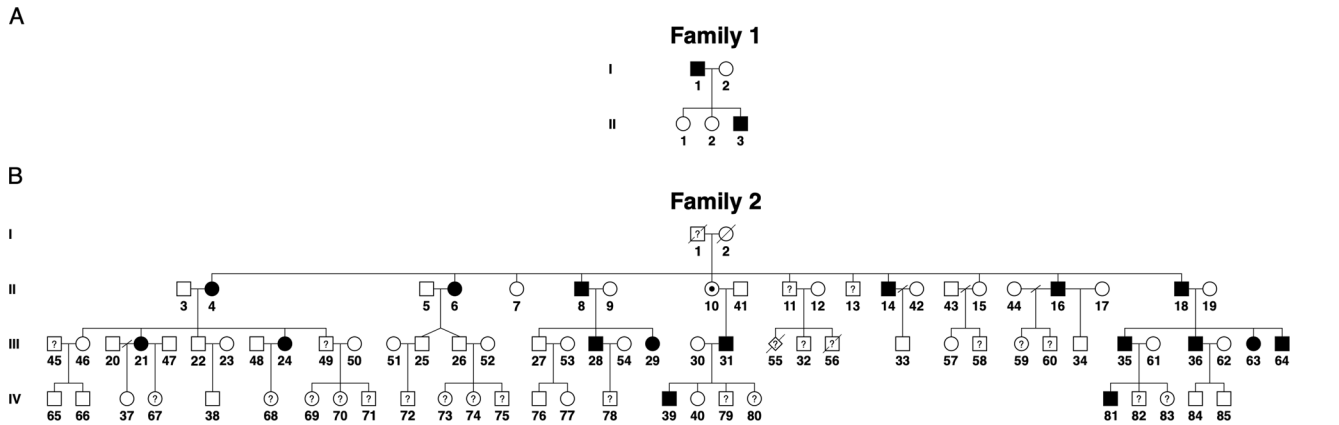 A
Family 1
I
1 2
II
1 2 3
B
Family 2
I ?
1 2
II ? ?
3 4 5 6 7 8 9 10 41 11 12 13 14 42 43 15 44 16 17 18 19
III ? ? ? ? ? ? ? ?
45 46 20 21 47 22 23 48 24 49 50 51 25 26 52 27 53 28 54 29 30 31 55 32 56 33 57 58 59 60 34 35 61 36 62 63 64
IV ? ? ? ? ? ? ? ? ? ? ? ? ? ?
65 66 37 67 38 68 69 70 71 72 73 74 75 76 77 78 39 40 79 80 81 82 83 84 85